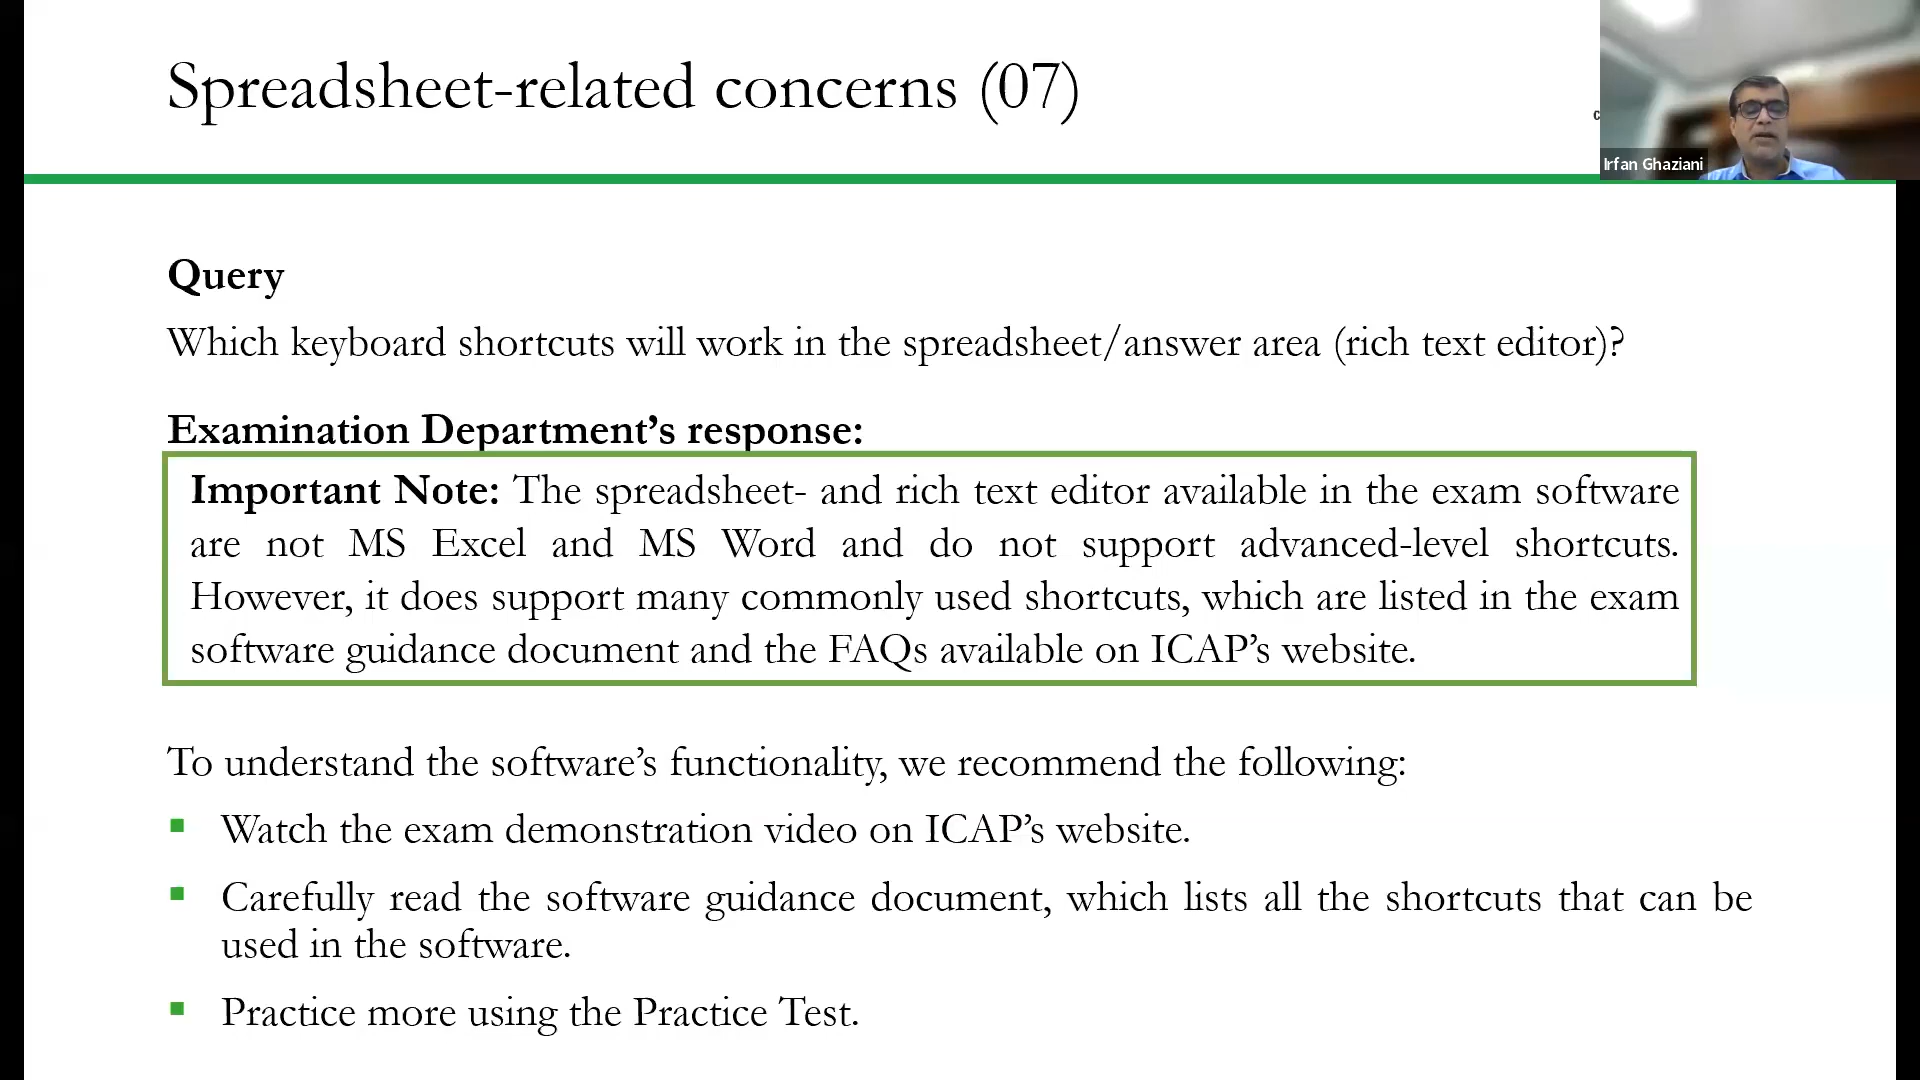 Spreadsheet-related concerns (07)
c
Irfan Ghaziani
Query
Which keyboard shortcuts will work in the spreadsheet/answer area (rich text editor)?
Examination Department’s response:
Important Note: The spreadsheet- and rich text editor available in the exam software
are not MS Excel and MS Word and do not support advanced-level shortcuts.
However, it does support many commonly used shortcuts, which are listed in the exam
software guidance document and the FAQs available on ICAP’s website.
To understand the software’s functionality, we recommend the following:
▪ Watch the exam demonstration video on ICAP’s website.
▪ Carefully read the software guidance document, which lists all the shortcuts that can be
used in the software.
▪ Practice more using the Practice Test.